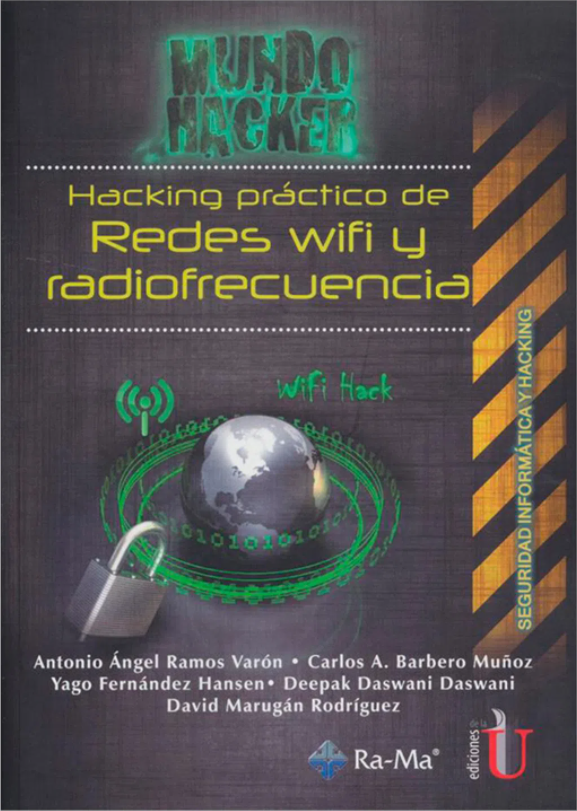 MUNDO
HACKER
Hacking práctico de
Redes wifi y
radiofrecuencia
WiFi Hack
101010101010
SEGURIDAD INFORMÁTICA Y HACKING
Antonio Ángel Ramos Varón • Carlos A. Barbero Muñoz
Yago Fernández Hansen• Deepak Daswani Daswani
David Marugán Rodríguez
Ra-Ma®
ediciones de la U